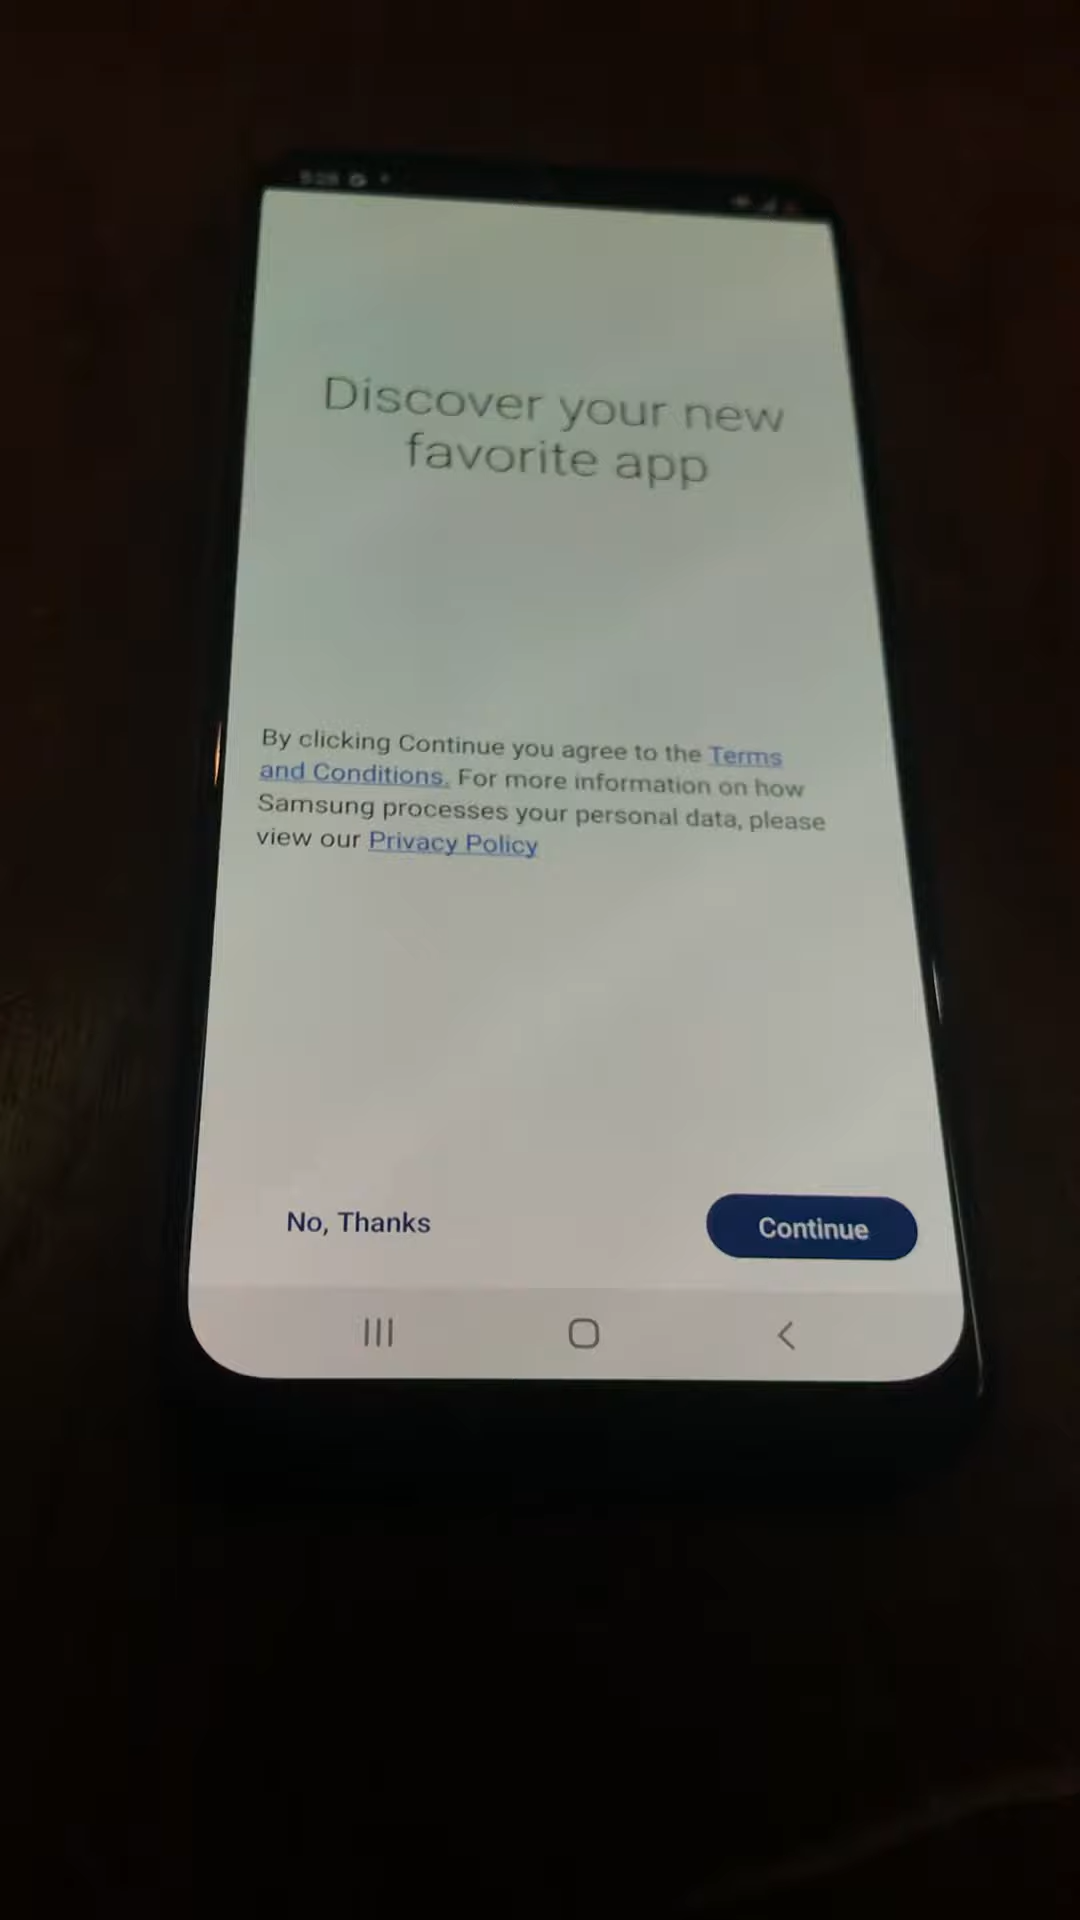 Discover your new
favorite app
By clicking Continue you agree to the Terms
and Conditions. For more information on how
Samsung processes your personal data, please
view our Privacy Policy
No, Thanks
Continue